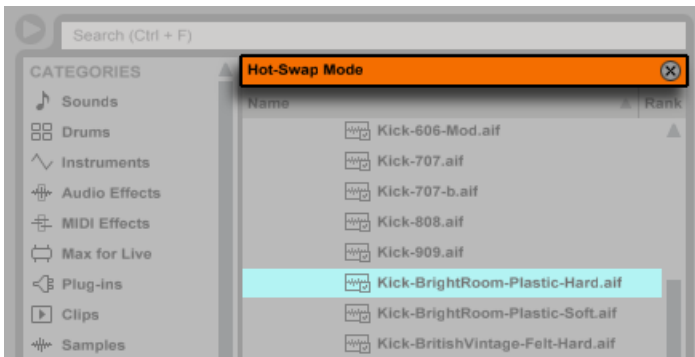 Search (Ctrl + F)
CATEGORIES
Sounds
Drums
Instruments
Audio Effects
MIDI Effects
Max for Live
Plug-ins
Clips
Samples
Hot-Swap Mode
Name Rank
Kick-606-Mod.aif
Kick-707.aif
Kick-707-b.aif
Kick-808.aif
Kick-909.aif
Kick-BrightRoom-Plastic-Hard.aif
Kick-BrightRoom-Plastic-Soft.aif
Kick-BritishVintage-Felt-Hard.aif